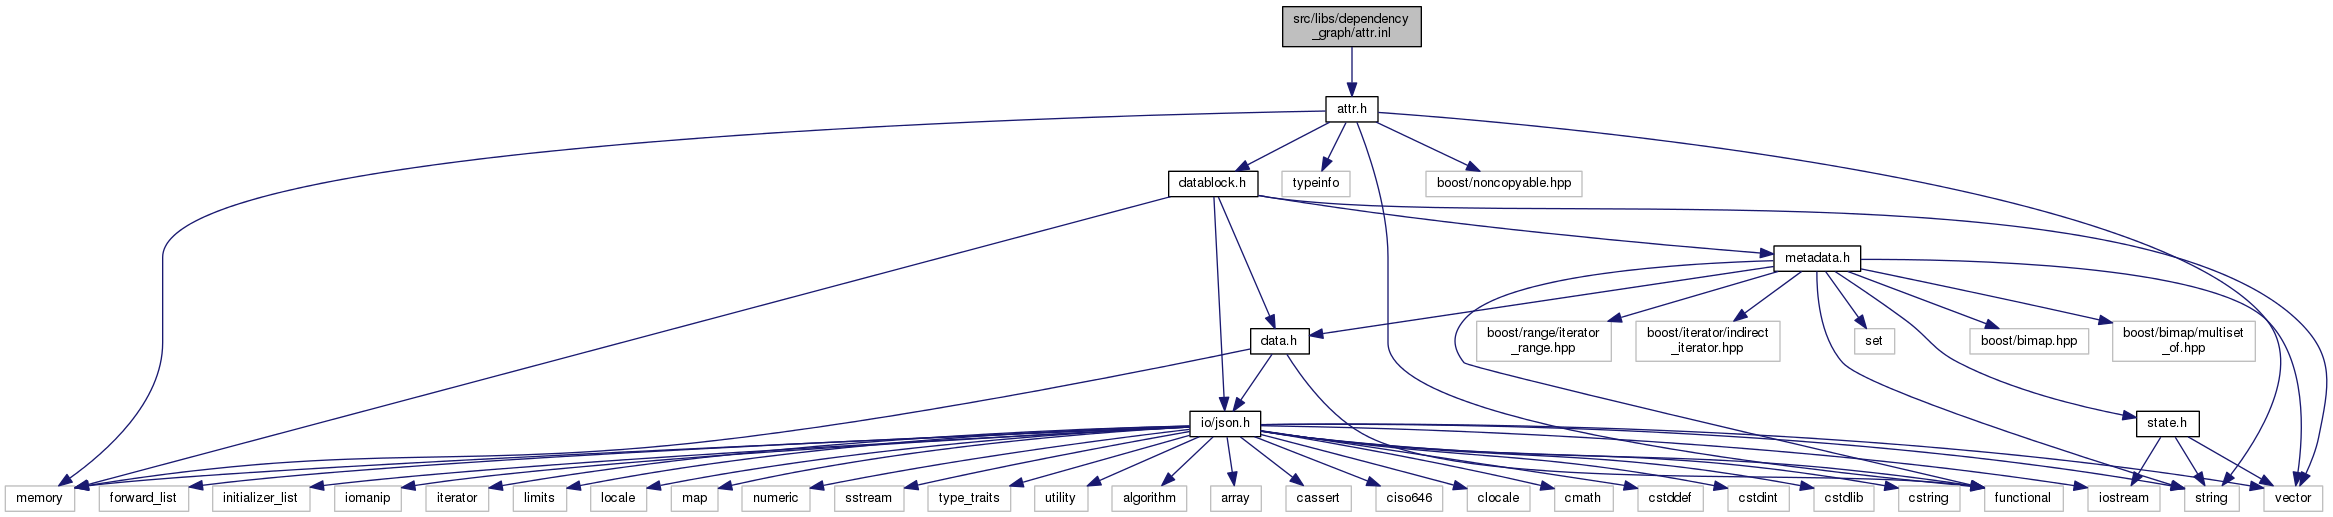 src/libs/dependency
_graph/attr.inl
attr.h
datablock.h
typeinfo
boost/noncopyable.hpp
metadata.h
data.h
boost/range/iterator
_range.hpp
boost/iterator/indirect
_iterator.hpp
set
boost/bimap.hpp
boost/bimap/multiset
_of.hpp
io/json.h
state.h
memory
forward_list
initializer_list
iomanip
iterator
limits
locale
map
numeric
sstream
type_traits
utility
algorithm
array
cassert
ciso646
clocale
cmath
cstddef
cstdint
cstdlib
cstring
functional
iostream
string
vector